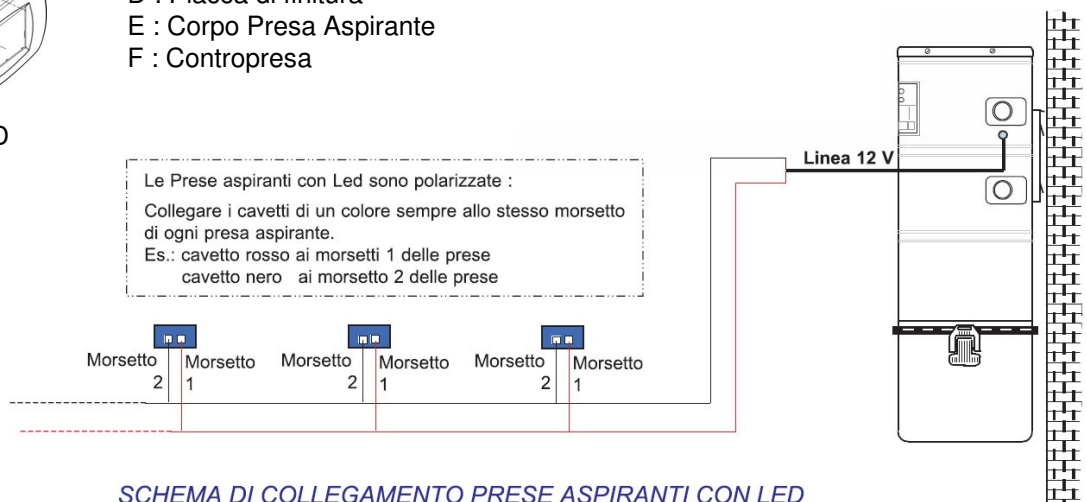 E : Corpo Presa Aspirante
F : Contropresa
Linea 12 V
Le Prese aspiranti con Led sono polarizzate :
Collegare i cavetti di un colore sempre allo stesso morsetto
di ogni presa aspirante.
Es.: cavetto rosso ai morsetti 1 delle prese
cavetto nero ai morsetto 2 delle prese
Morsetto 2
Morsetto 1
Morsetto 2
Morsetto 1
Morsetto 2
Morsetto 1
SCHEMA DI COLLEGAMENTO PRESE ASPIRANTI CON LED